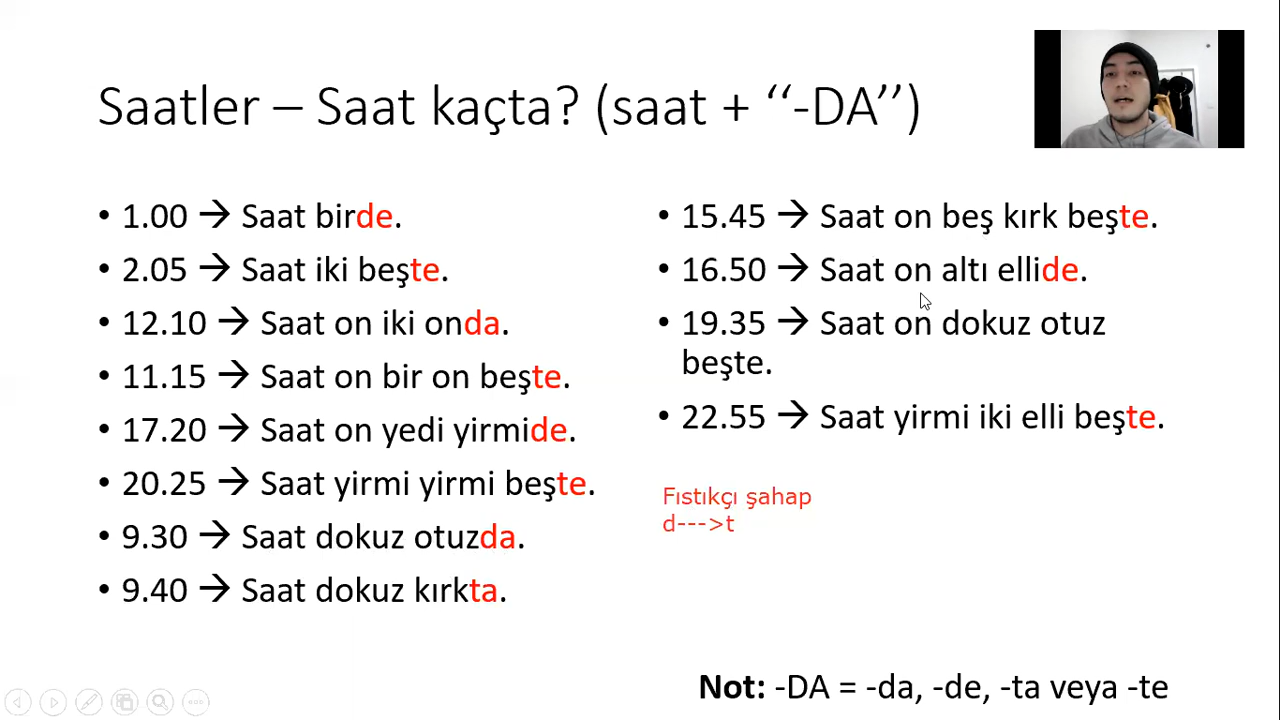 Saatler – Saat kaçta? (saat + ‘‘-DA’’)
• 1.00 → Saat birde.
• 2.05 → Saat iki beşte.
• 12.10 → Saat on iki onda.
• 11.15 → Saat on bir on beşte.
• 17.20 → Saat on yedi yirmide.
• 20.25 → Saat yirmi yirmi beşte.
• 9.30 → Saat dokuz otuzda.
• 9.40 → Saat dokuz kırkta.
• 15.45 → Saat on beş kırk beşte.
• 16.50 → Saat on altı ellide.
• 19.35 → Saat on dokuz otuz
beşte.
• 22.55 → Saat yirmi iki elli beşte.
Fıstıkçı şahap
d--->t
Not: -DA = -da, -de, -ta veya -te